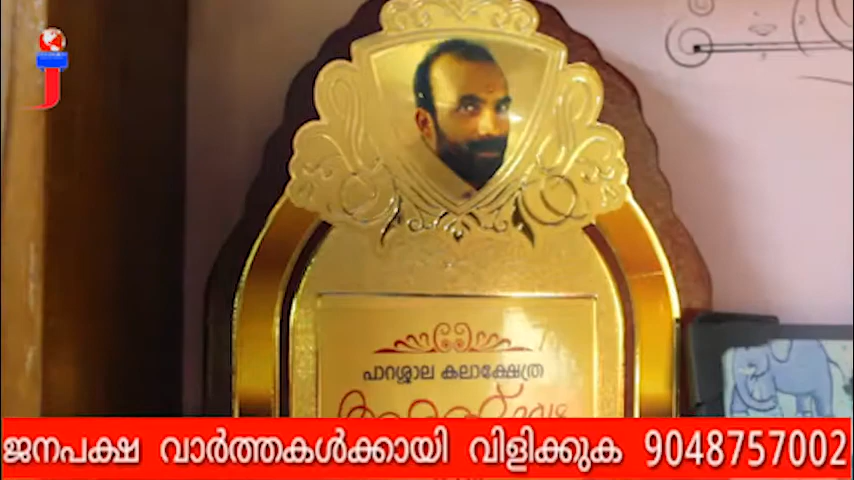 പാറശ്ശാല കലാക്ഷേത്ര
ജനപക്ഷ വാർത്തകൾക്കായി വിളിക്കുക 9048757002